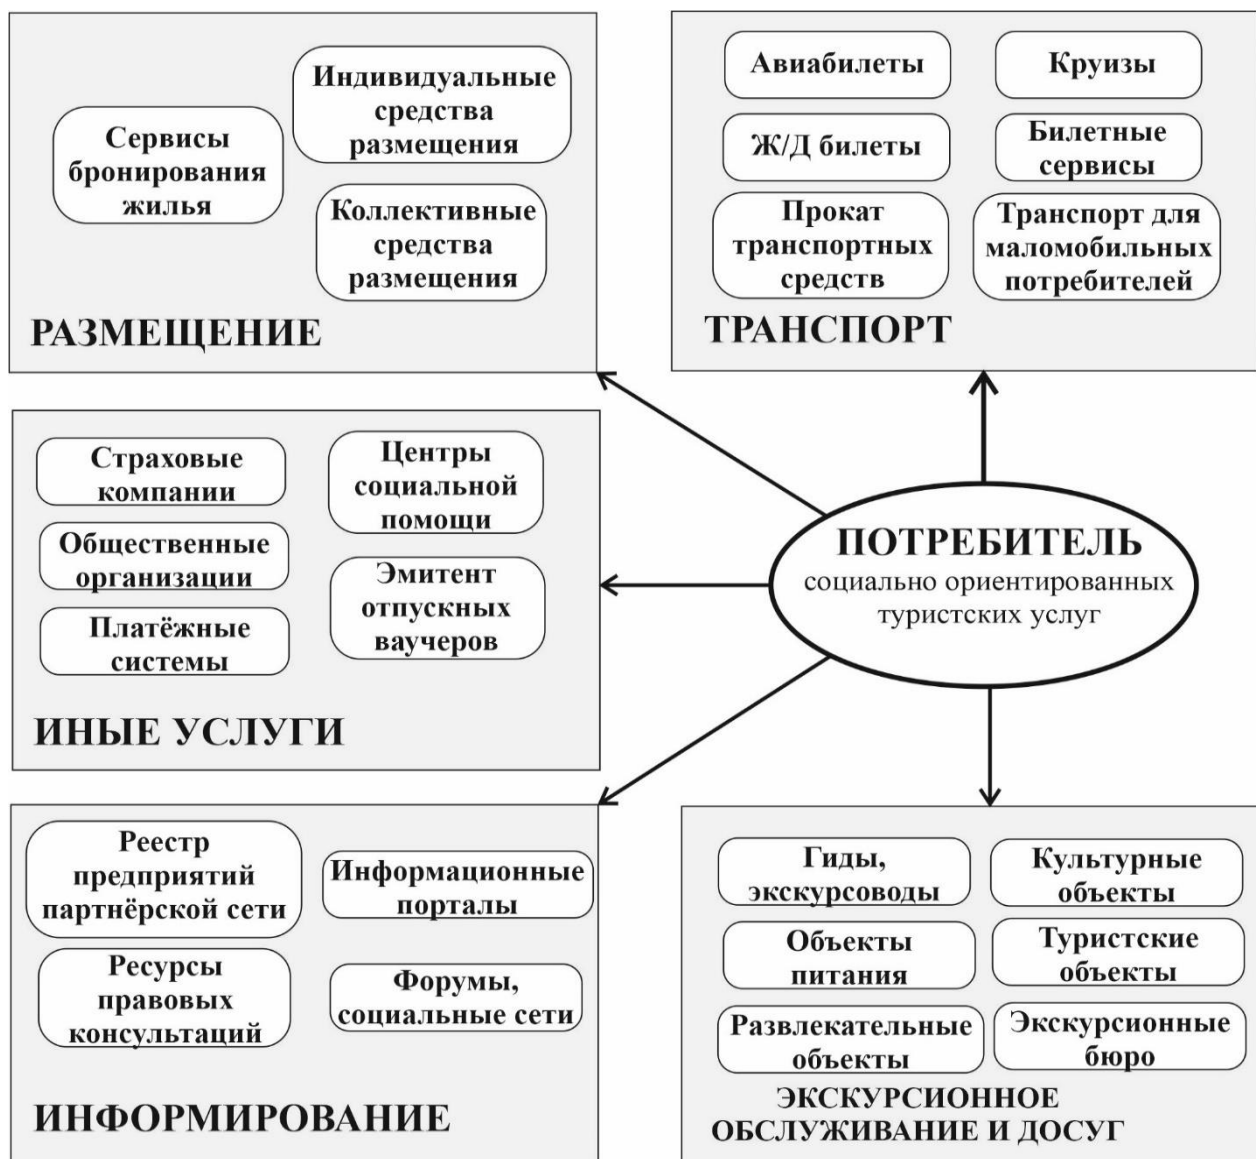 Сервисы
бронирования
жилья
Индивидуальные
средства
размещения
Коллективные
средства
размещения
РАЗМЕЩЕНИЕ
Авиабилеты
Круизы
Ж/Д билеты
Билетные
сервисы
Прокат
транспортных
средств
Транспорт для
маломобильных
потребителей
ТРАНСПОРТ
Страховые
компании
Центры
социальной
помощи
Общественные
организации
Эмитент
отпускных
ваучеров
Платёжные
системы
ИНЫЕ УСЛУГИ
ПОТРЕБИТЕЛЬ
социально ориентированных
туристских услуг
Реестр
предприятий
партнёрской сети
Информационные
порталы
Ресурсы
правовых
консультаций
Форумы,
социальные сети
ИНФОРМИРОВАНИЕ
Гиды,
экскурсоводы
Культурные
объекты
Объекты
питания
Туристские
объекты
Развлекательные
объекты
Экскурсионные
бюро
ЭКСКУРСИОННОЕ
ОБСЛУЖИВАНИЕ И ДОСУГ